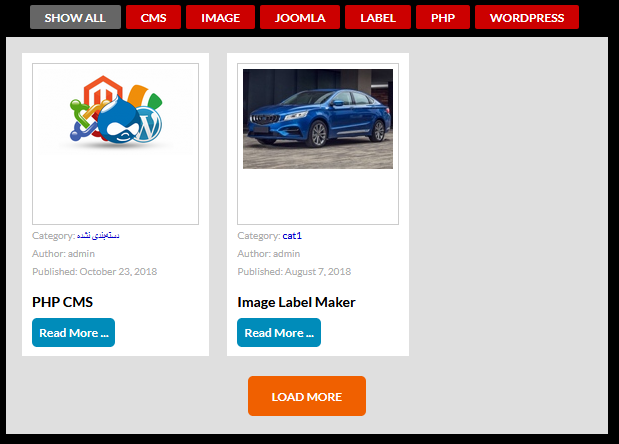 SHOW ALL CMS IMAGE JOOMLA LABEL PHP WORDPRESS
Category: دسته‌بندی نشده
Author: admin
Published: October 23, 2018
PHP CMS
Read More ...
Category: cat1
Author: admin
Published: August 7, 2018
Image Label Maker
Read More ...
LOAD MORE